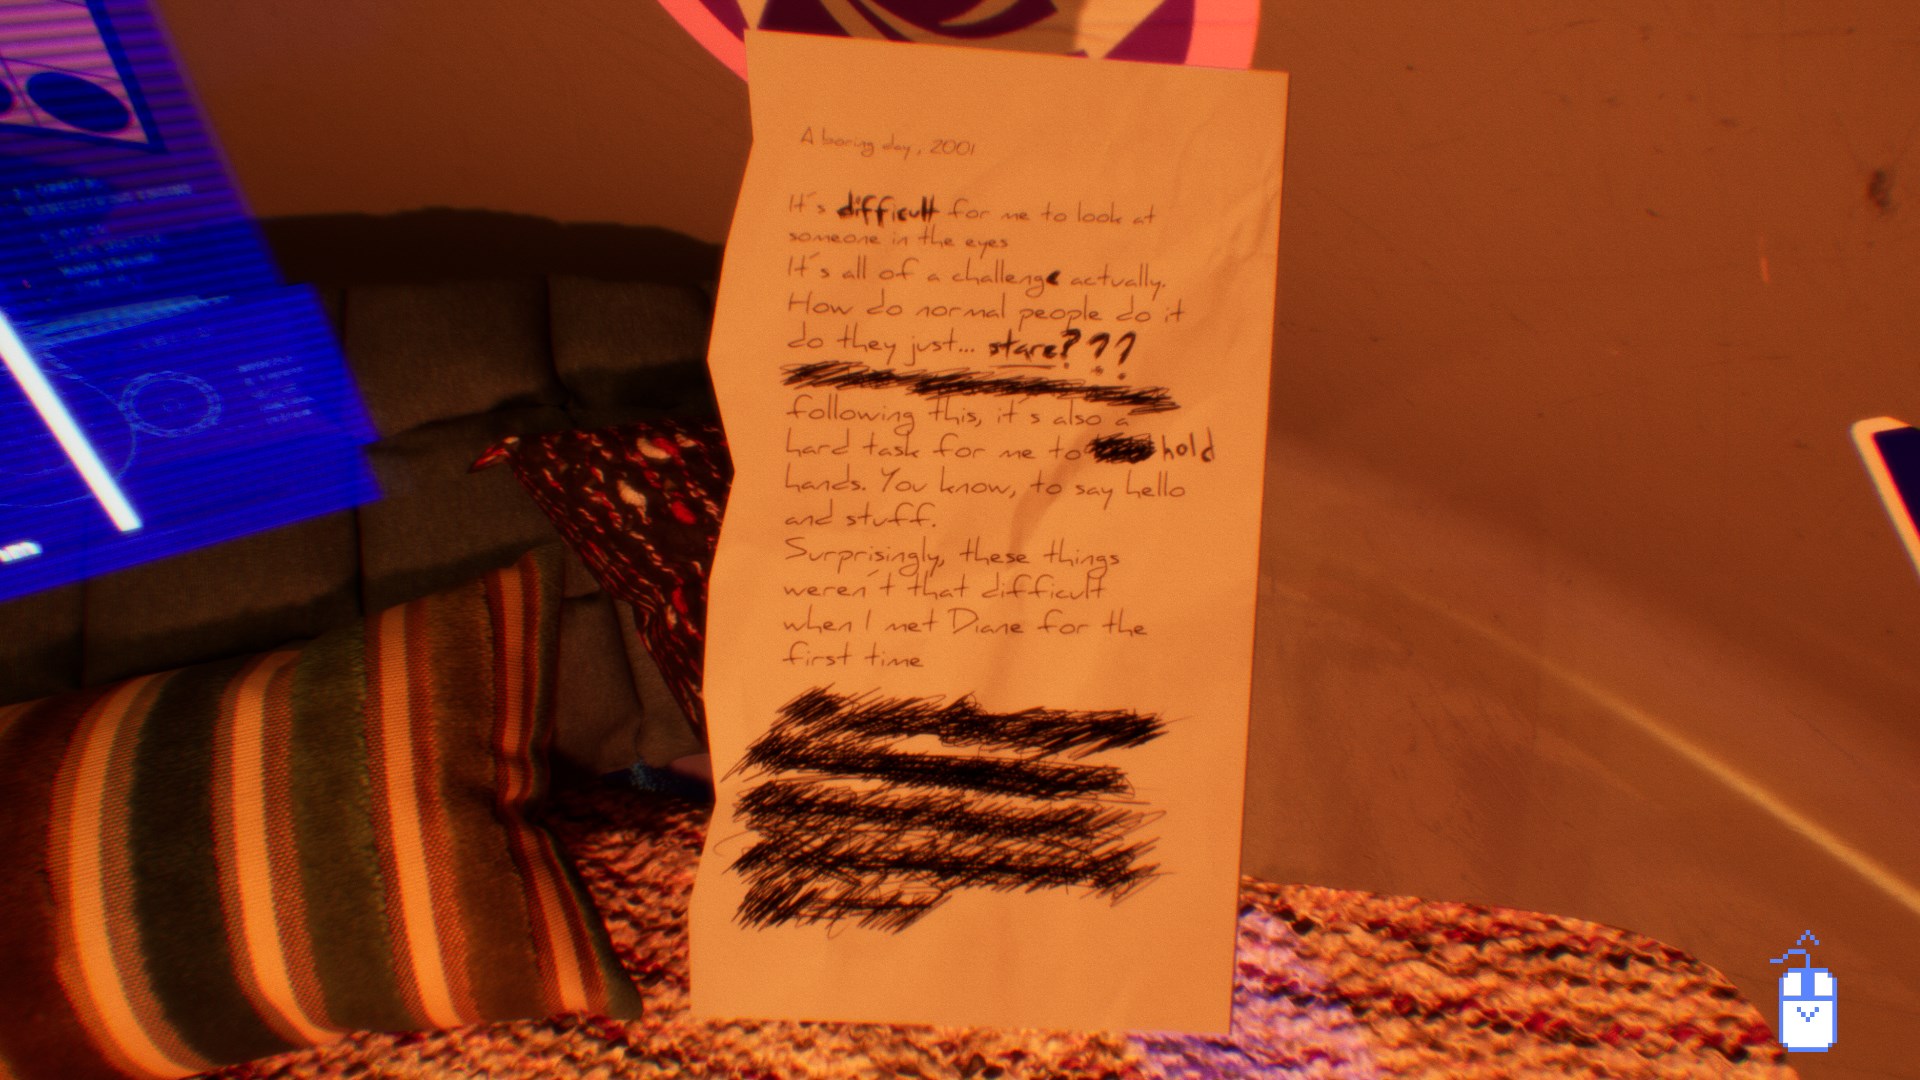 A boring day, 2001
It's difficult for me to look at
someone in the eyes
It's all of a challenge actually.
How do normal people do it
do they just... stare???
following this, it's also a
hard task for me to hold
hands. You know, to say hello
and stuff.
Surprisingly, these things
weren't that difficult
when I met Diane for the
first time